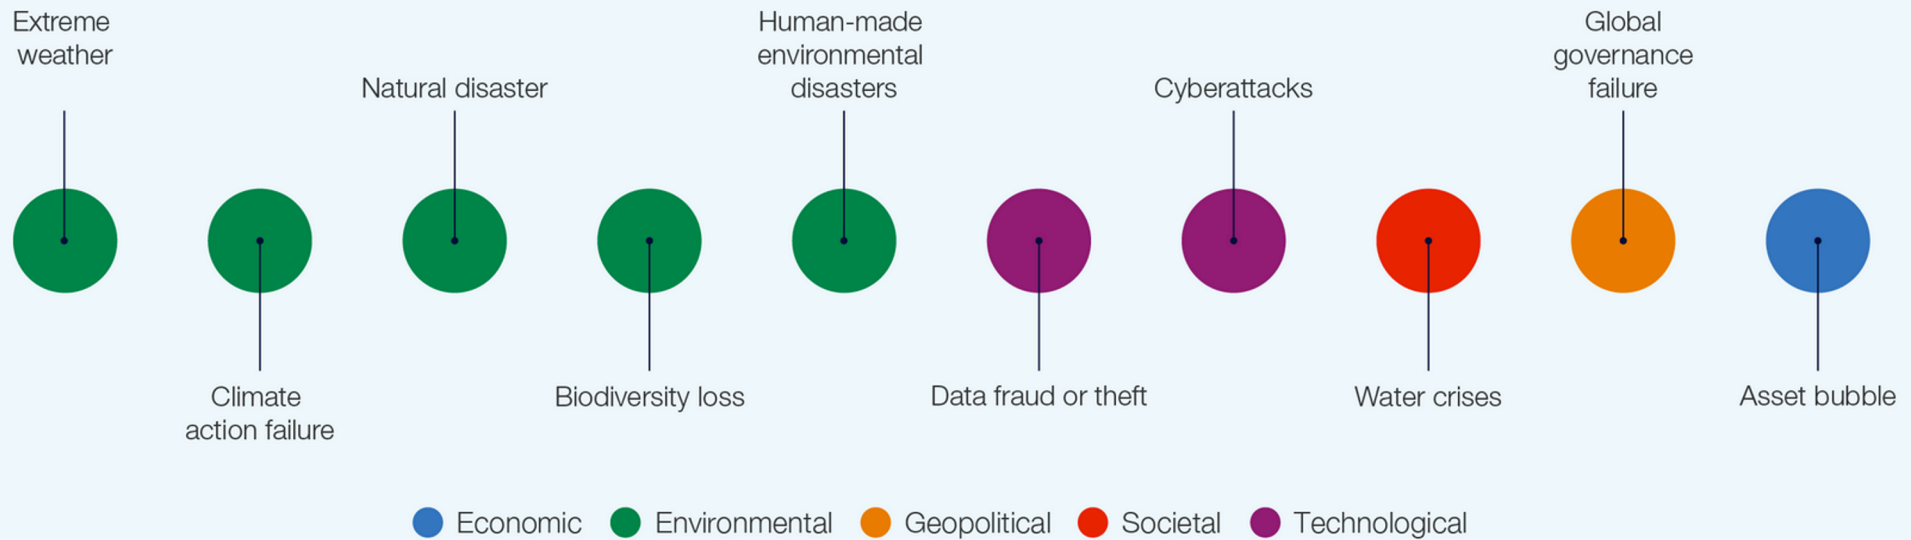 Extreme
weather
Climate
action failure
Natural disaster
Biodiversity loss
Human-made
environmental
disasters
Data fraud or theft
Cyberattacks
Water crises
Global
governance
failure
Asset bubble
Economic
Environmental
Geopolitical
Societal
Technological